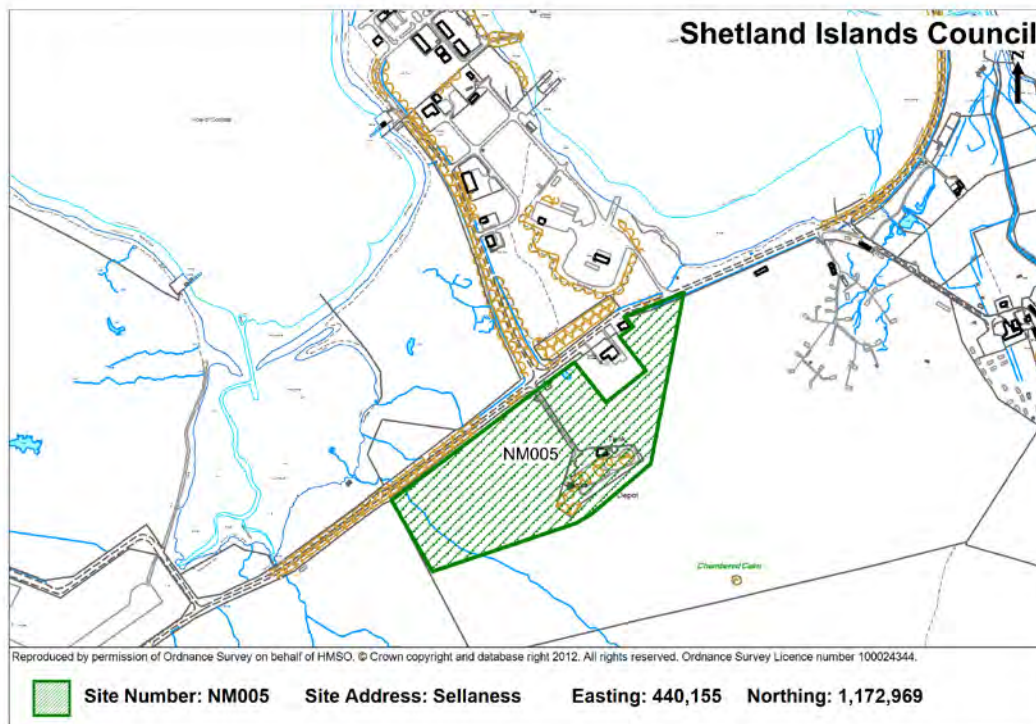 Shetland Islands Council
N
NM005
Depot
Chambered Cairn
Reproduced by permission of Ordnance Survey on behalf of HMSO. © Crown copyright and database right 2012. All rights reserved. Ordnance Survey Licence number 100024344.
Site Number: NM005 Site Address: Sellaness Easting: 440,155 Northing: 1,172,969